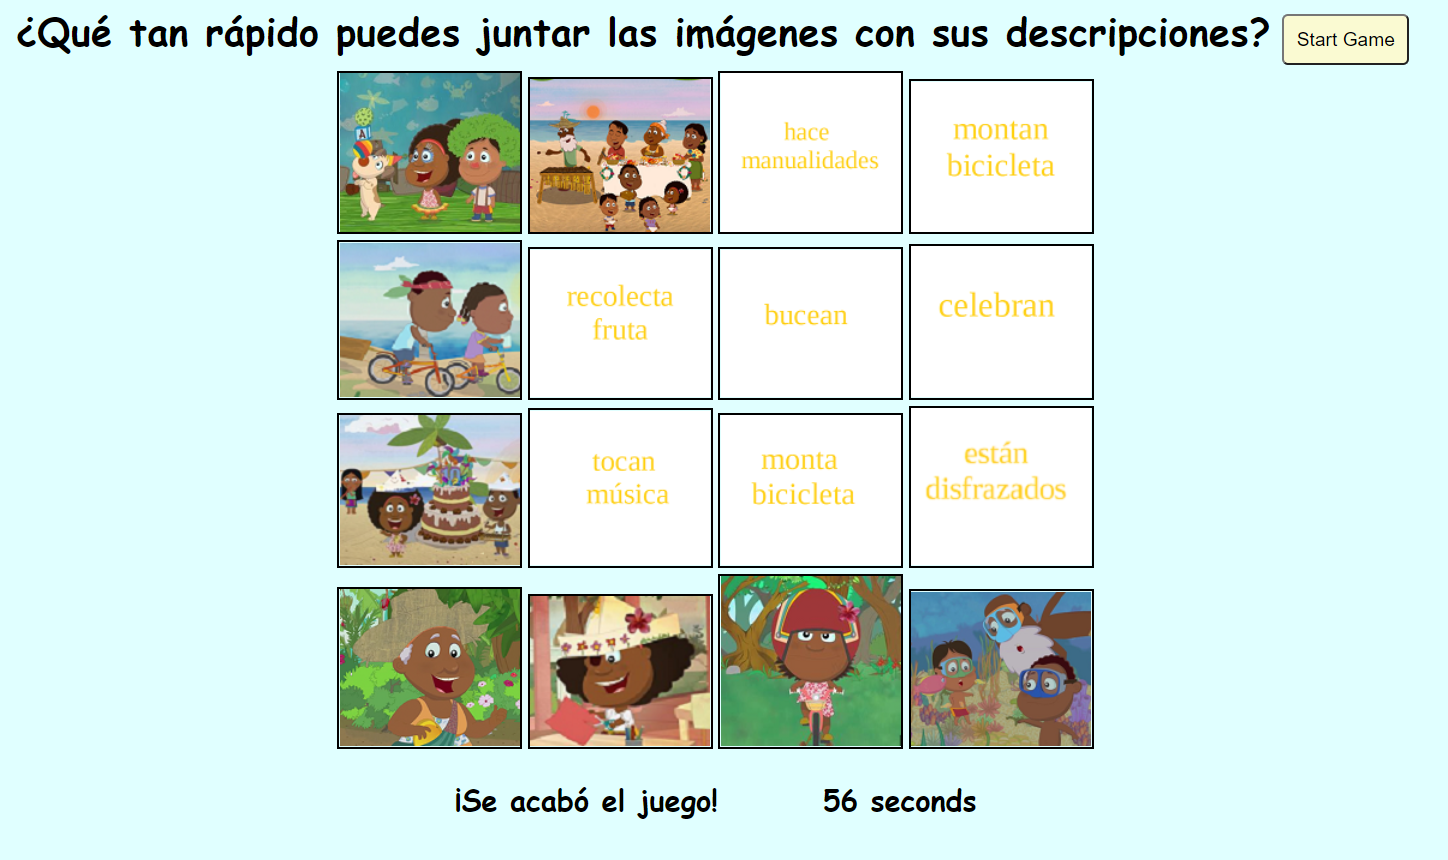 ¿Qué tan rápido puedes juntar las imágenes con sus descripciones?
Start Game
A
hace
manualidades
montan
bicicleta
recolecta
fruta
bucean
celebran
tocan
música
monta
bicicleta
están
disfrazados
10
¡Se acabó el juego!
56 seconds